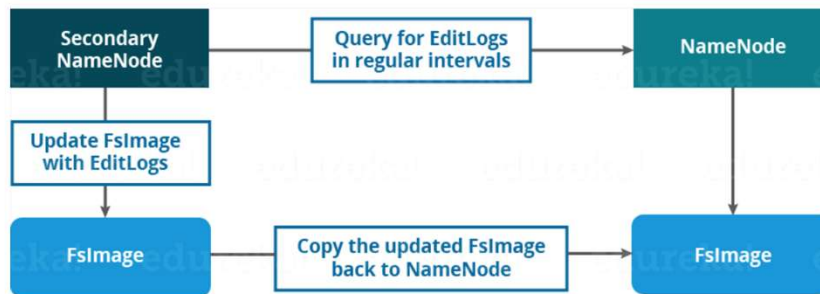 Secondary
NameNode
Query for EditLogs
in regular intervals
NameNode
Update FsImage
with EditLogs
FsImage
Copy the updated FsImage
back to NameNode
FsImage
edureka!